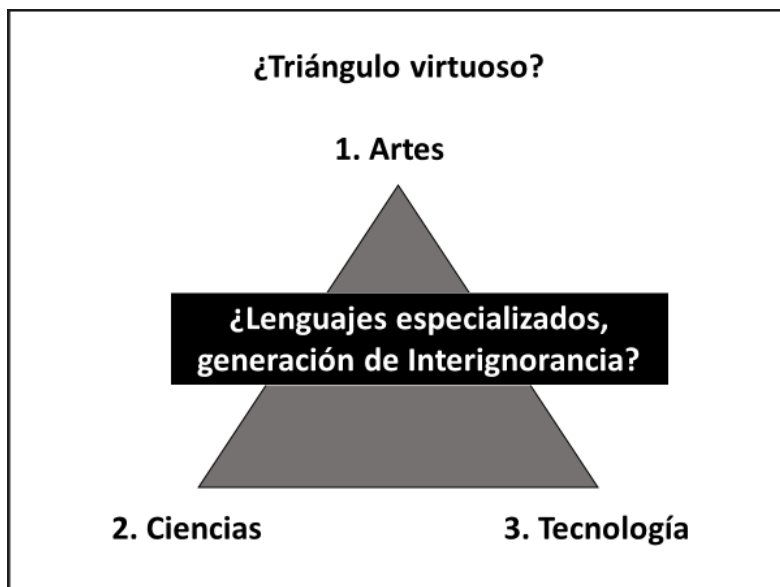 ¿Triángulo virtuoso?
1. Artes
¿Lenguajes especializados,
generación de Interignorancia?
2. Ciencias
3. Tecnología